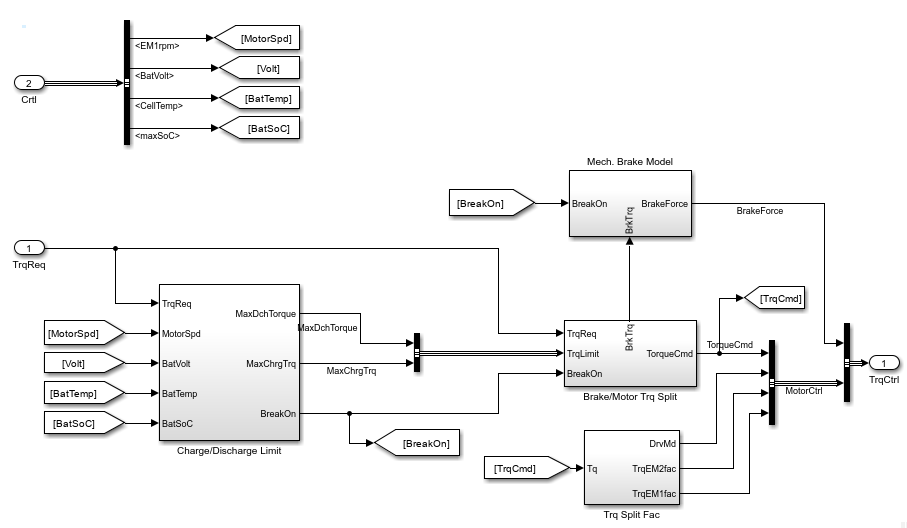 [MotorSpd]
<EM1rpm>
[Volt]
<BatVolt>
2
Crtl
[BatTemp]
<CellTemp>
[BatSoC]
<maxSoC>
Mech. Brake Model
[BreakOn]
BreakOn
BrkTrq
BrakeForce
BrakeForce
1
TrqReq
TrqReq
MaxDchTorque
MaxDchTorque
[MotorSpd]
MotorSpd
[Volt]
BatVolt
MaxChrgTrq
MaxChrgTrq
[BatTemp]
BatTemp
[BatSoC]
BatSoC
BreakOn
Charge/Discharge Limit
[BreakOn]
TrqReq
BrkTrq
TrqLimit
TorqueCmd
BreakOn
Brake/Motor Trq Split
[TrqCmd]
TorqueCmd
MotorCtrl
1
TrqCtrl
[TrqCmd]
Tq
DrvMd
TrqEM2fac
TrqEM1fac
Trq Split Fac